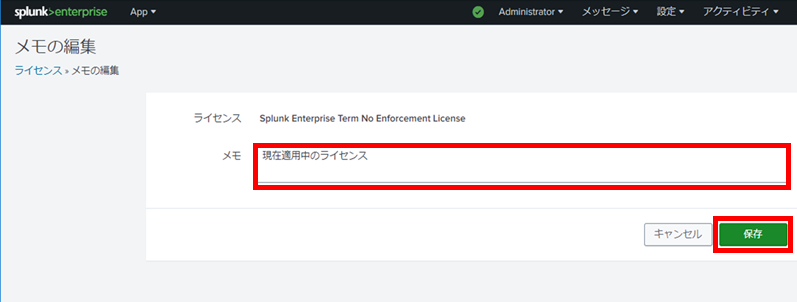 splunk>enterprise App▾ Administrator▾ メッセージ▾ 設定▾ アクティビティ▾
メモの編集
ライセンス » メモの編集
ライセンス Splunk Enterprise Term No Enforcement License
メモ 現在適用中のライセンス
キャンセル 保存